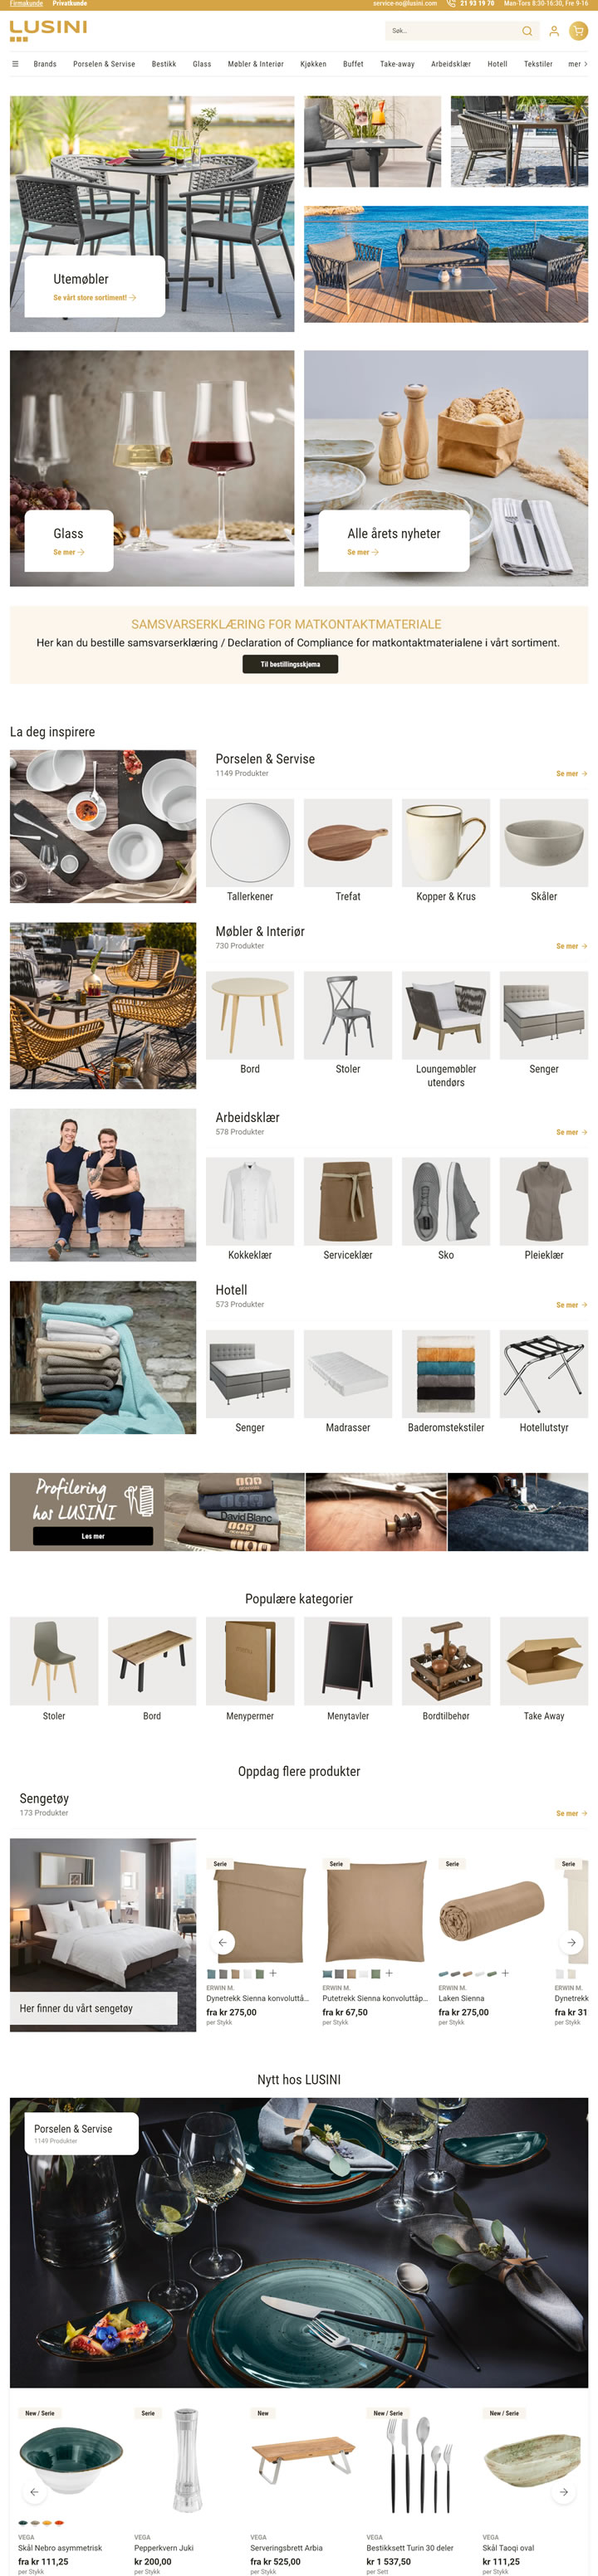 Firmakunde Privatkunde service-no@lusini.com 21 93 19 70 Man-Tors 8:30-16:30, Fre 9-16
LUSINI
Søk...
Brands Porselen & Servise Bestikk Glass Møbler & Interiør Kjøkken Buffet Take-away Arbeidsklær Hotell Tekstiler mer
Utemøbler
Se vårt store sortiment!
Glass
Se mer
Alle årets nyheter
Se mer
SAMSVARSERKLÆRING FOR MATKONTAKTMATERIALE
Her kan du bestille samsvarserklæring / Declaration of Compliance for matkontaktmaterialene i vårt sortiment.
Til bestillingsskjema
La deg inspirere
Porselen & Servise
1149 Produkter
Se mer
Tallerkener Trefat Kopper & Krus Skåler
Møbler & Interiør
730 Produkter
Se mer
Bord Stoler Loungemøbler utendørs Senger
Arbeidsklær
578 Produkter
Se mer
Kokkeklær Serviceklær Sko Pleieklær
Hotell
573 Produkter
Se mer
Senger Madrasser Baderomstekstiler Hotellutstyr
Profilering
hos LUSINI
Les mer
David Blanc
Populære kategorier
Stoler Bord Menypermer Menytavler Bordtilbehør Take Away
Oppdag flere produkter
Sengetøy
173 Produkter
Se mer
Her finner du vårt sengetøy
Serie Serie Serie Serie
ERWIN M. ERWIN M. ERWIN M. ERWIN M.
Dynetrekk Sienna konvoluttå... Putetrekk Sienna konvoluttåp... Laken Sienna Dynetrekk
fra kr 275,00 fra kr 67,50 fra kr 275,00 fra kr 31
per Stykk per Stykk per Stykk per Stykk
Nytt hos LUSINI
Porselen & Servise
1149 Produkter
New / Serie Serie New New / Serie New / Serie
VEGA VEGA VEGA VEGA VEGA
Skål Nebro asymmetrisk Pepperkvern Juki Serveringsbrett Arbia Bestikksett Turin 30 deler Skål Taoqi oval
fra kr 111,25 kr 200,00 fra kr 525,00 kr 1 537,50 kr 111,25
per Stykk per Stykk per Stykk per Sett per Stykk